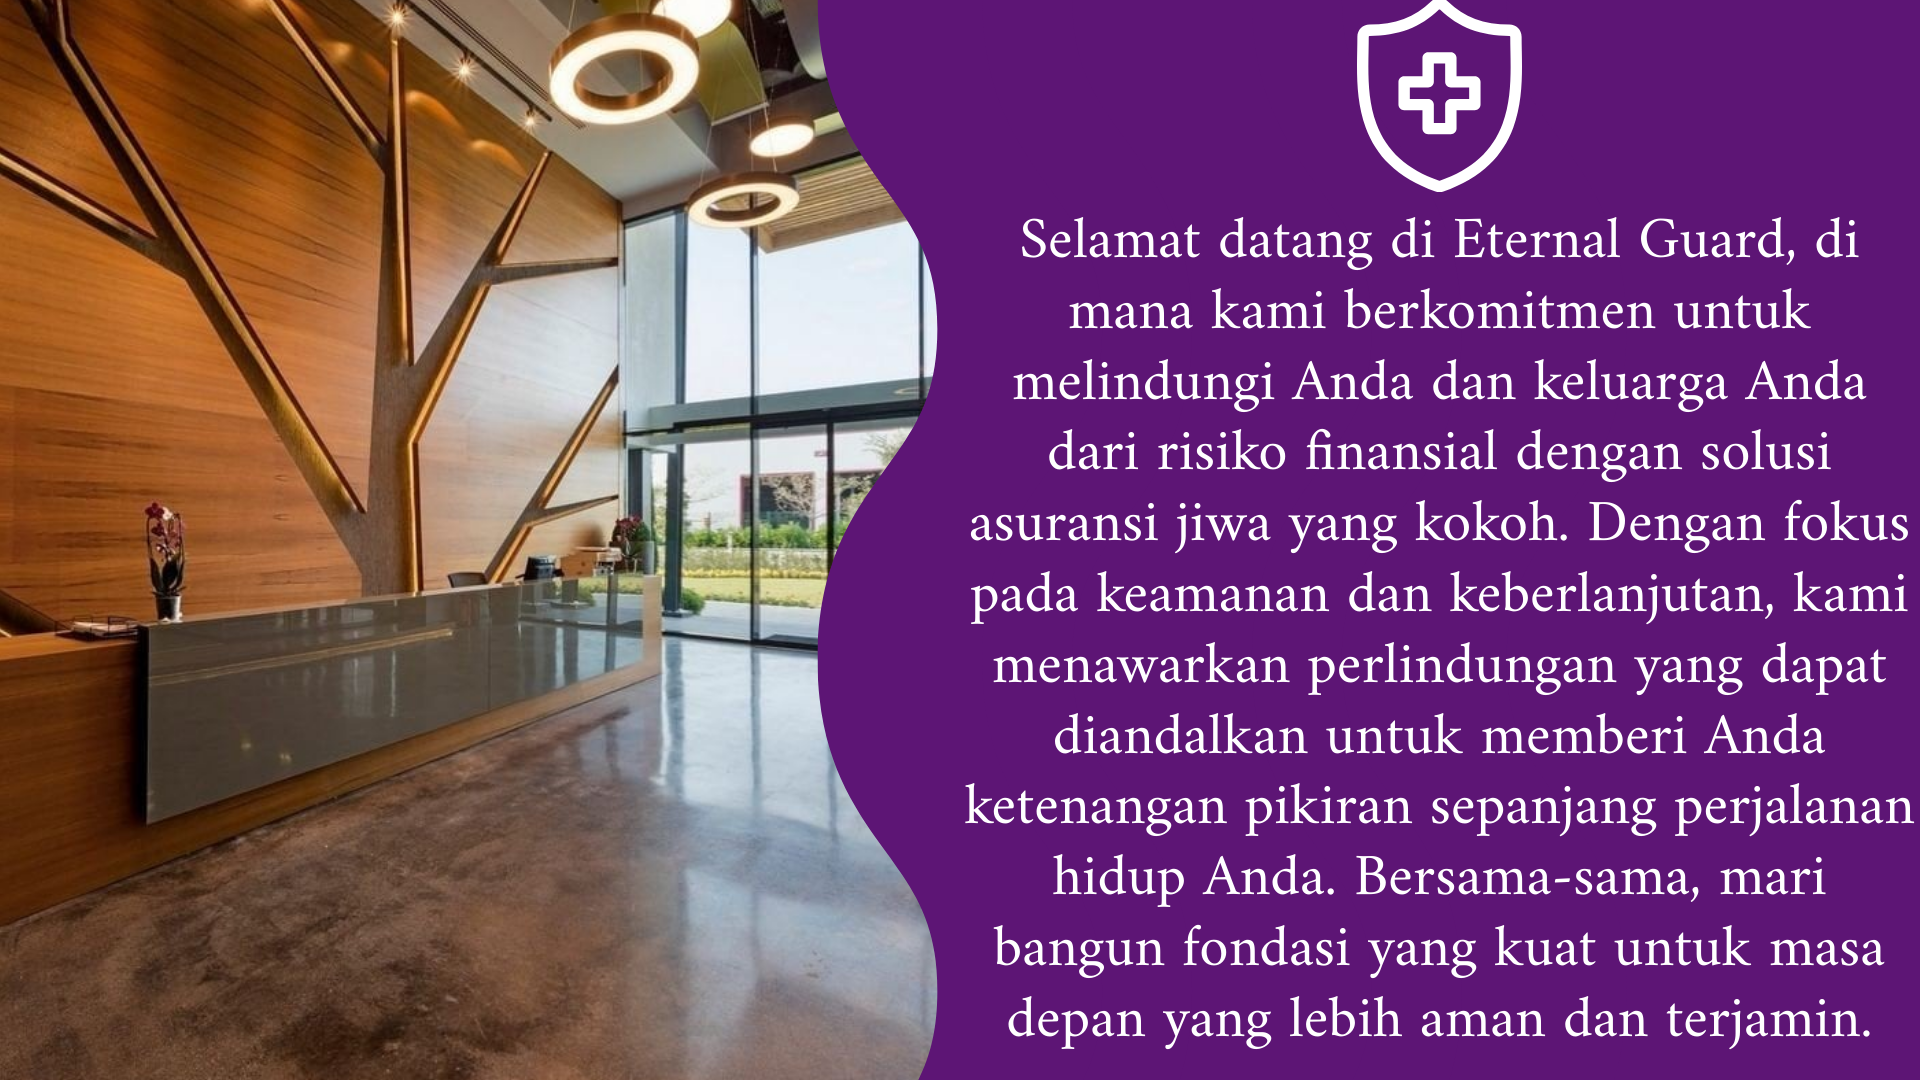 Selamat datang di Eternal Guard, di
mana kami berkomitmen untuk
melindungi Anda dan keluarga Anda
dari risiko finansial dengan solusi
asuransi jiwa yang kokoh. Dengan fokus
pada keamanan dan keberlanjutan, kami
menawarkan perlindungan yang dapat
diandalkan untuk memberi Anda
ketenangan pikiran sepanjang perjalanan
hidup Anda. Bersama-sama, mari
bangun fondasi yang kuat untuk masa
depan yang lebih aman dan terjamin.